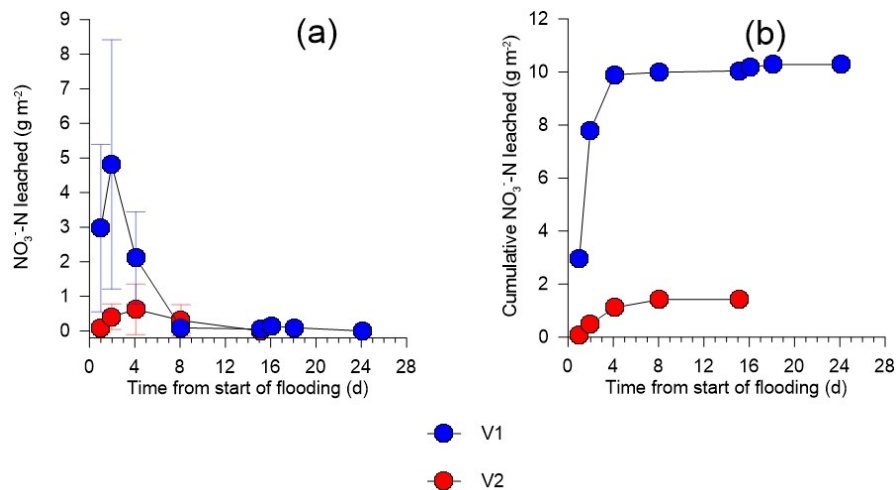 (a)
NO₃⁻-N leached (g m⁻²)
9
8
7
6
5
4
3
2
1
0
0 4 8 12 16 20 24 28
Time from start of flooding (d)
(b)
Cumulative NO₃⁻-N leached (g m⁻²)
12
10
8
6
4
2
0
0 4 8 12 16 20 24 28
Time from start of flooding (d)
V1
V2